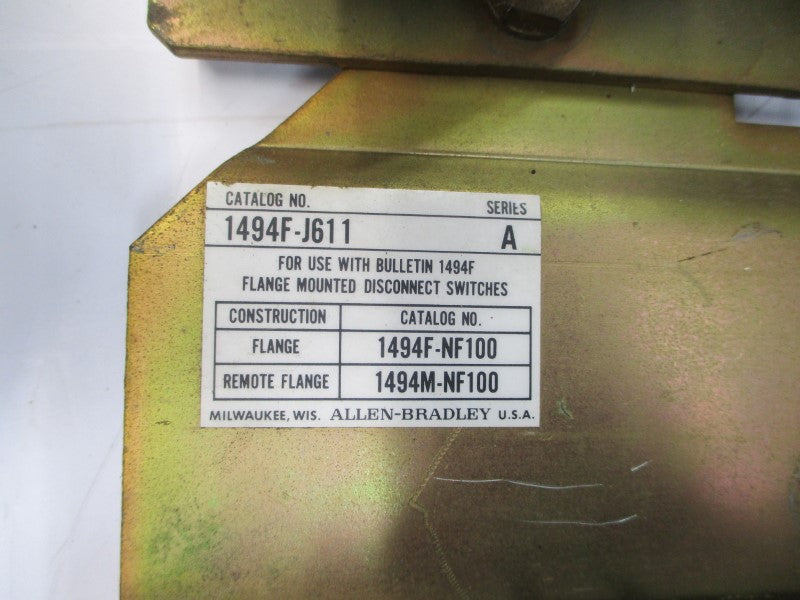 CATALOG NO. SERIES
1494F-J611 A
FOR USE WITH BULLETIN 1494F
FLANGE MOUNTED DISCONNECT SWITCHES
CONSTRUCTION CATALOG NO.
FLANGE 1494F-NF100
REMOTE FLANGE 1494M-NF100
MILWAUKEE, WIS. ALLEN-BRADLEY U.S.A.